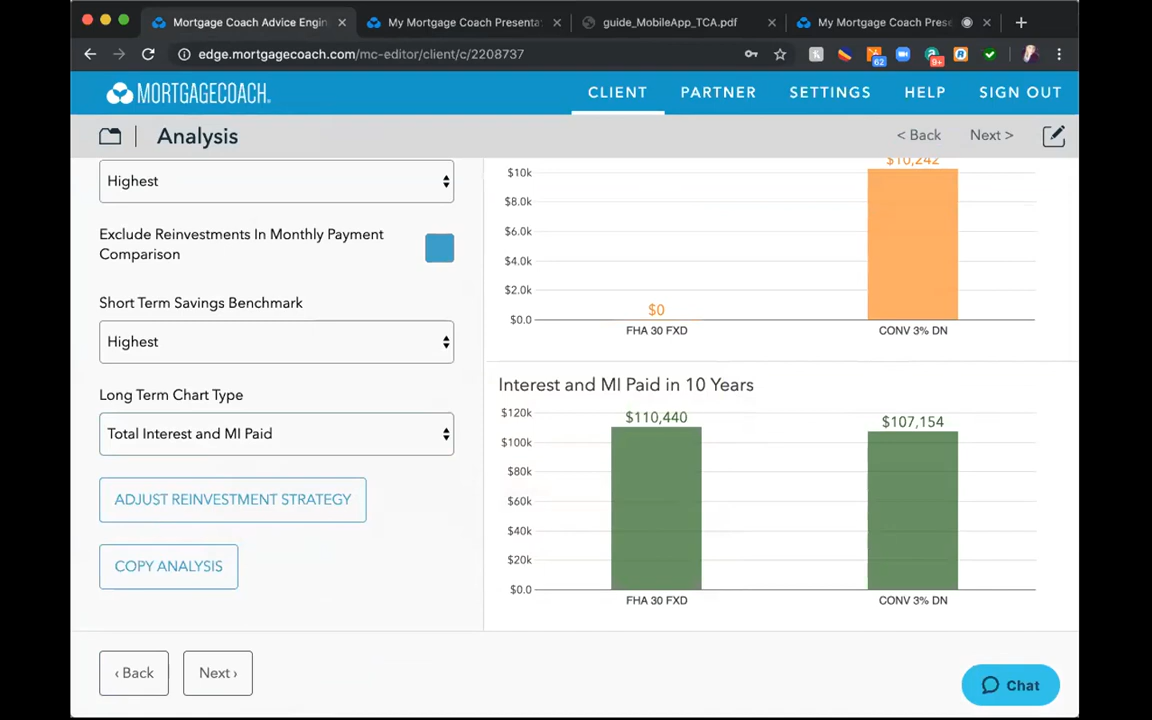 Mortgage Coach Advice Engin
My Mortgage Coach Presenta
guide_MobileApp_TCA.pdf
My Mortgage Coach Prese
edge.mortgagecoach.com/mc-editor/client/c/2208737
62
9+
MORTGAGECOACH.
CLIENT
PARTNER
SETTINGS
HELP
SIGN OUT
Analysis
< Back
Next >
Highest
Exclude Reinvestments In Monthly Payment
Comparison
Short Term Savings Benchmark
Highest
Long Term Chart Type
Total Interest and MI Paid
ADJUST REINVESTMENT STRATEGY
COPY ANALYSIS
‹ Back
Next ›
$10,242
$10k
$8.0k
$6.0k
$4.0k
$2.0k
$0.0
$0
FHA 30 FXD
CONV 3% DN
Interest and MI Paid in 10 Years
$120k
$100k
$80k
$60k
$40k
$20k
$0.0
$110,440
$107,154
FHA 30 FXD
CONV 3% DN
Chat